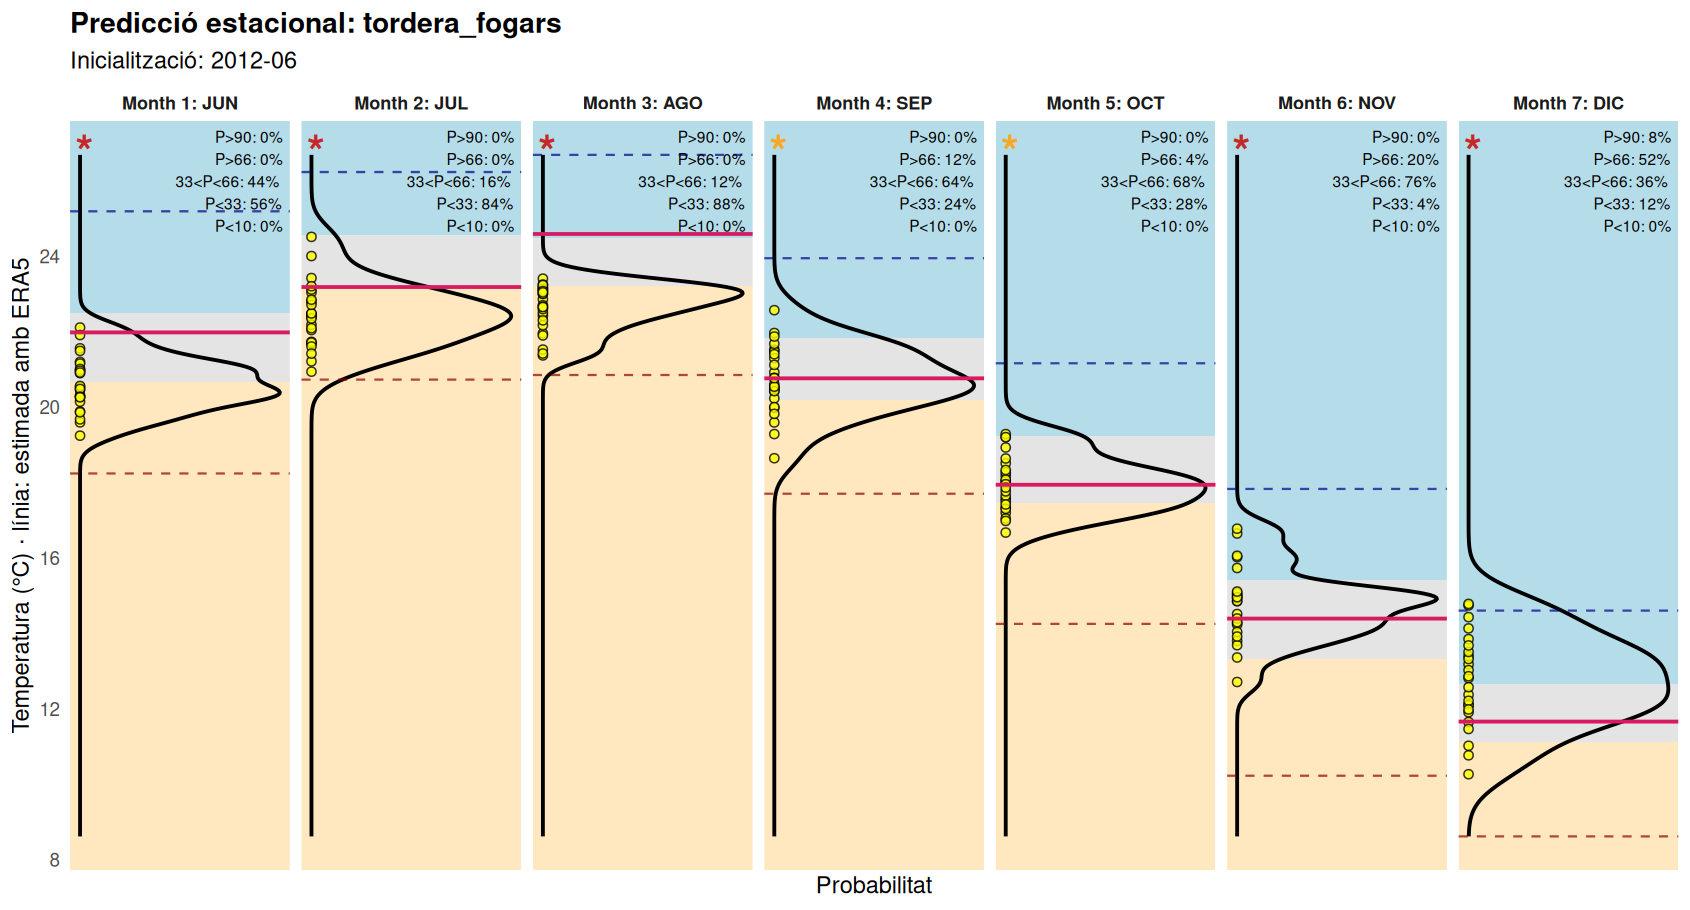 Predicció estacional: tordera_fogars
Inicialització: 2012-06
Month 1: JUN
Month 2: JUL
Month 3: AGO
Month 4: SEP
Month 5: OCT
Month 6: NOV
Month 7: DIC
*
P>90: 0%
P>66: 0%
33<P<66: 44%
P<33: 56%
P<10: 0%
*
P>90: 0%
P>66: 0%
33<P<66: 16%
P<33: 84%
P<10: 0%
*
P>90: 0%
P>66: 0%
33<P<66: 12%
P<33: 88%
P<10: 0%
*
P>90: 0%
P>66: 12%
33<P<66: 64%
P<33: 24%
P<10: 0%
*
P>90: 0%
P>66: 4%
33<P<66: 68%
P<33: 28%
P<10: 0%
*
P>90: 0%
P>66: 20%
33<P<66: 76%
P<33: 4%
P<10: 0%
*
P>90: 8%
P>66: 52%
33<P<66: 36%
P<33: 12%
P<10: 0%
Temperatura (°C) · línia: estimada amb ERA5
24
20
16
12
8
Probabilitat